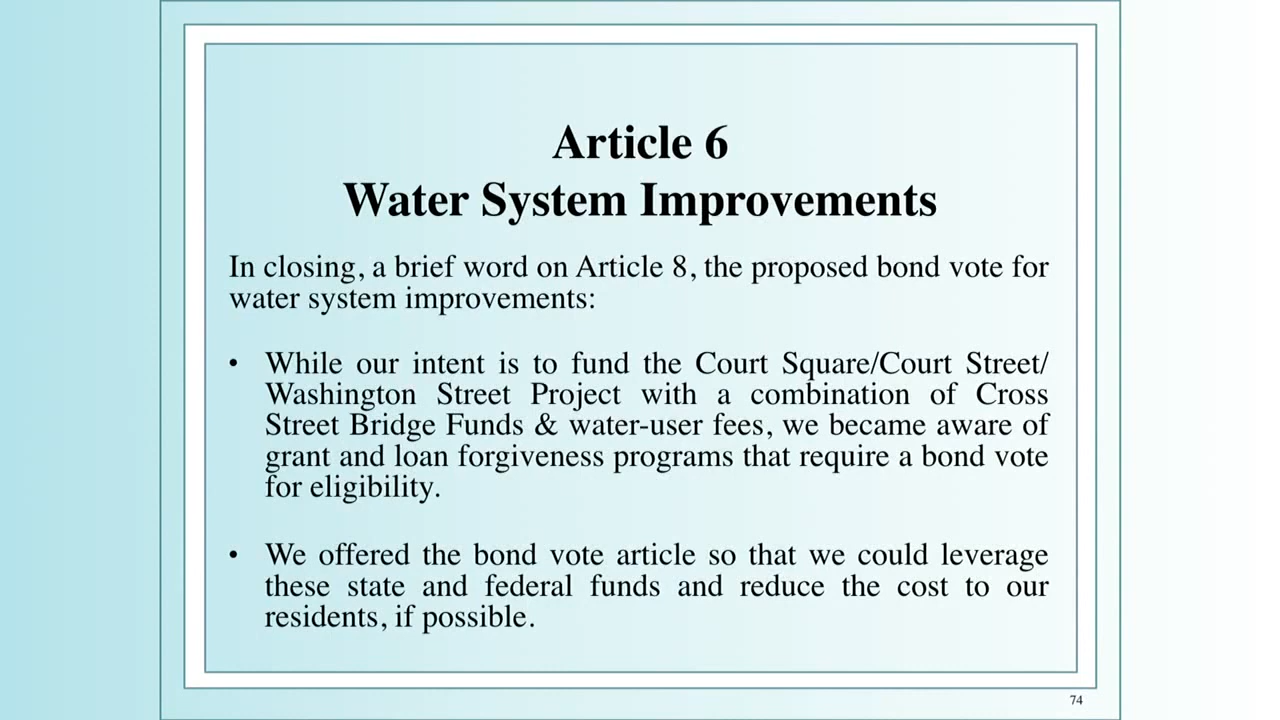 Article 6
Water System Improvements
In closing, a brief word on Article 8, the proposed bond vote for
water system improvements:
• While our intent is to fund the Court Square/Court Street/
Washington Street Project with a combination of Cross
Street Bridge Funds & water-user fees, we became aware of
grant and loan forgiveness programs that require a bond vote
for eligibility.
• We offered the bond vote article so that we could leverage
these state and federal funds and reduce the cost to our
residents, if possible.
74